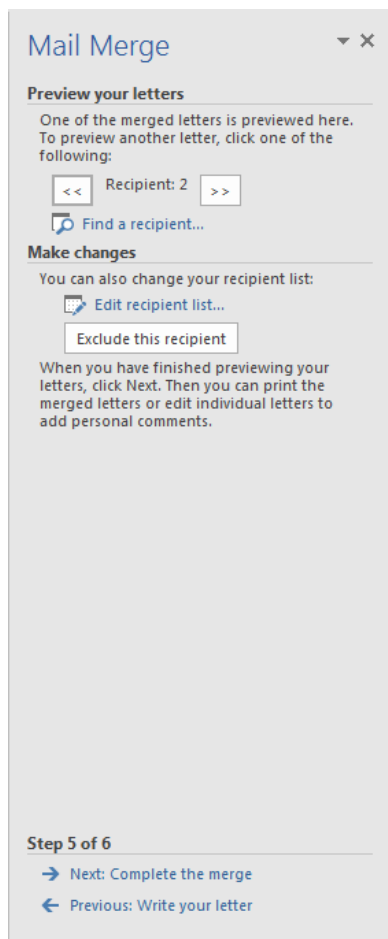 Mail Merge
Preview your letters
One of the merged letters is previewed here.
To preview another letter, click one of the
following:
<< Recipient: 2 >>
Find a recipient...
Make changes
You can also change your recipient list:
Edit recipient list...
Exclude this recipient
When you have finished previewing your
letters, click Next. Then you can print the
merged letters or edit individual letters to
add personal comments.
Step 5 of 6
Next: Complete the merge
Previous: Write your letter